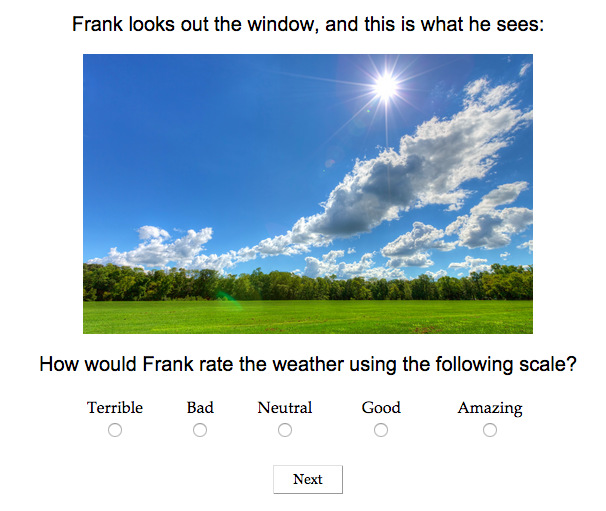 Frank looks out the window, and this is what he sees:
How would Frank rate the weather using the following scale?
Terrible Bad Neutral Good Amazing
Next